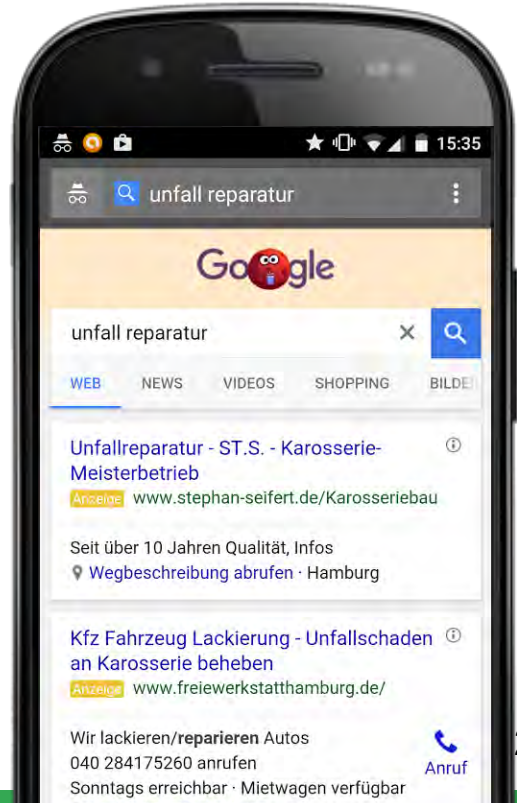 15:35
unfall reparatur
Google
unfall reparatur
WEB NEWS VIDEOS SHOPPING BILDE
Unfallreparatur - ST.S. - Karosserie-
Meisterbetrieb
Anzeige www.stephan-seifert.de/Karosseriebau
Seit über 10 Jahren Qualität, Infos
Wegbeschreibung abrufen · Hamburg
Kfz Fahrzeug Lackierung - Unfallschaden
an Karosserie beheben
Anzeige www.freiewerkstatthamburg.de/
Wir lackieren/reparieren Autos
040 284175260 anrufen
Sonntags erreichbar · Mietwagen verfügbar
Anruf